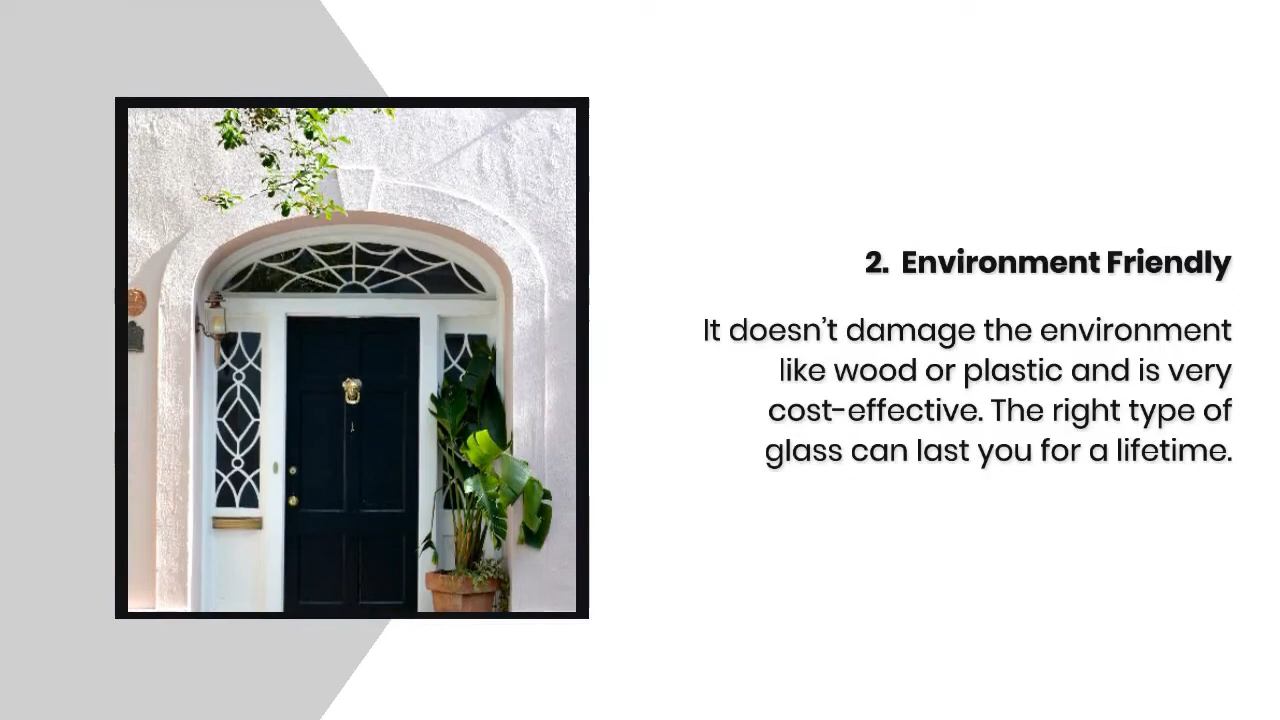 2. Environment Friendly
It doesn’t damage the environment
like wood or plastic and is very
cost-effective. The right type of
glass can last you for a lifetime.